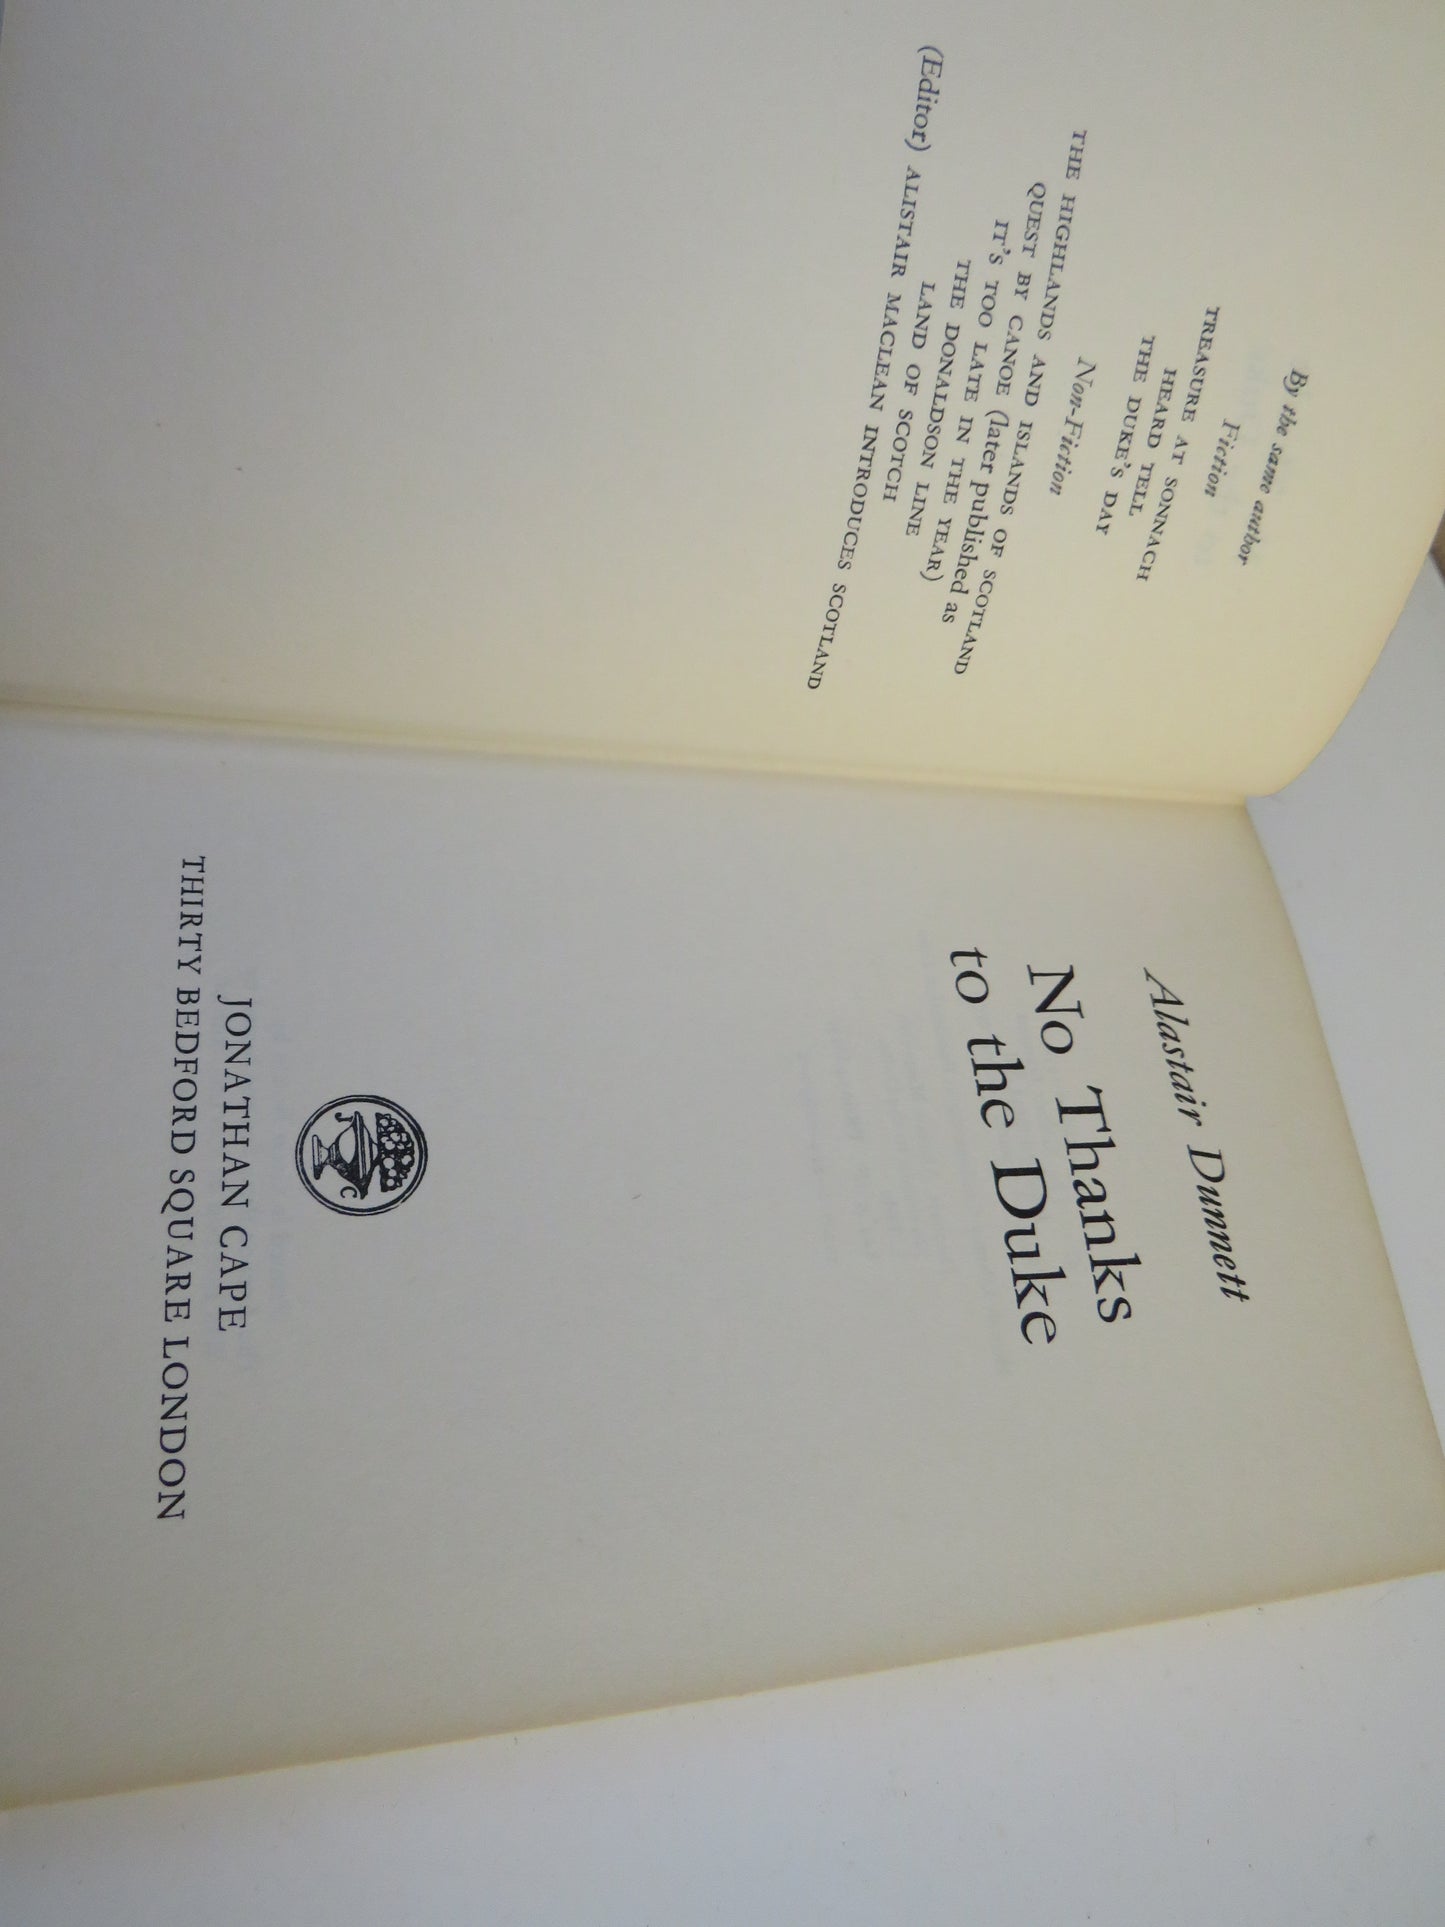 By the same author
Fiction
TREASURE AT SONNACH
HEARD TELL
THE DUKE'S DAY
Non-Fiction
THE HIGHLANDS AND ISLANDS OF SCOTLAND
QUEST BY CANOE (later published as
IT'S TOO LATE IN THE YEAR)
THE DONALDSON LINE
LAND OF SCOTCH
(Editor) ALISTAIR MACLEAN INTRODUCES SCOTLAND
Alastair Dunnett
No Thanks
to the Duke
J C
JONATHAN CAPE
THIRTY BEDFORD SQUARE LONDON